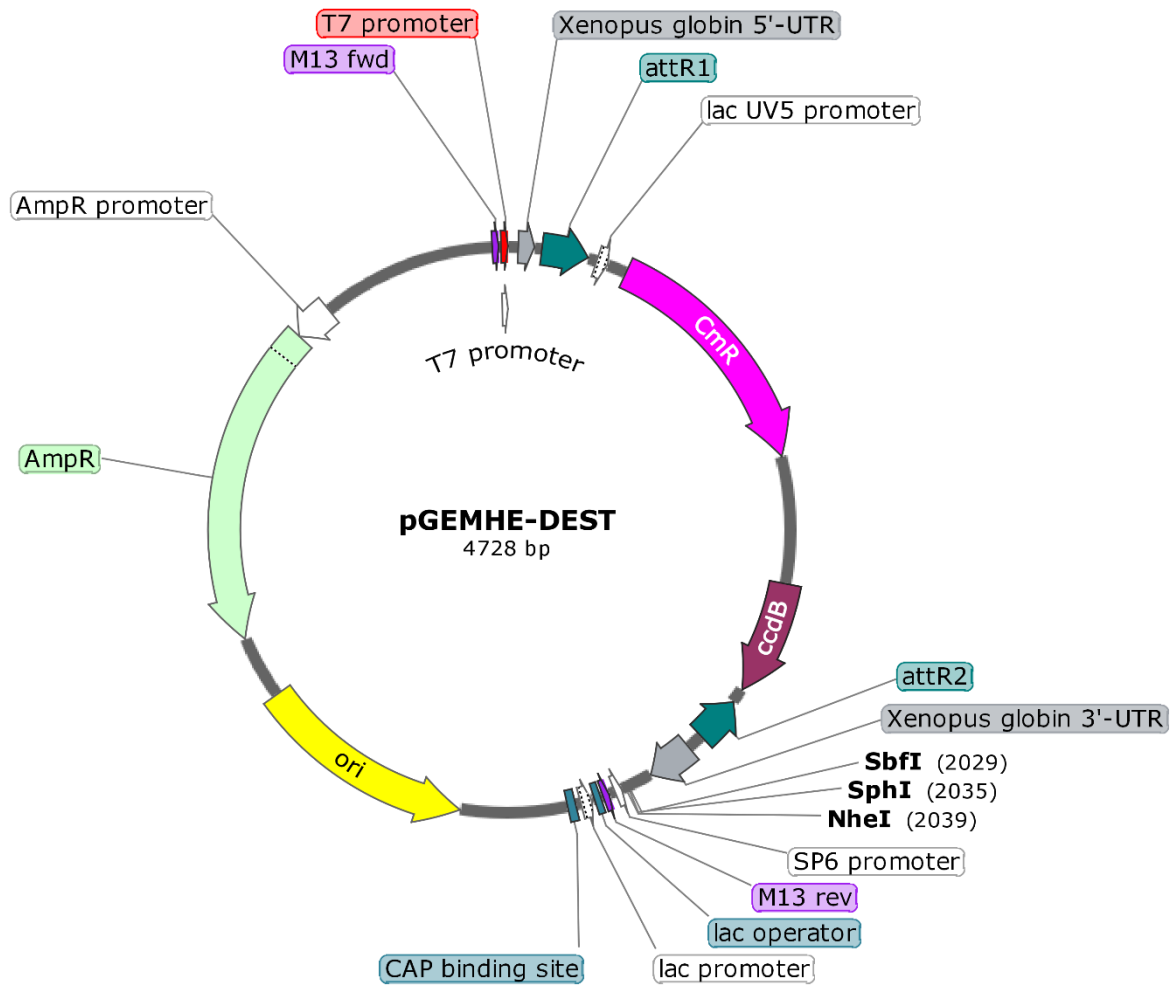 T7 promoter
Xenopus globin 5'-UTR
M13 fwd
attR1
lac UV5 promoter
AmpR promoter
T7 promoter
CmR
AmpR
pGEMHE-DEST
4728 bp
ccdB
attR2
Xenopus globin 3'-UTR
ori
SbfI (2029)
SphI (2035)
NheI (2039)
SP6 promoter
M13 rev
lac operator
CAP binding site
lac promoter